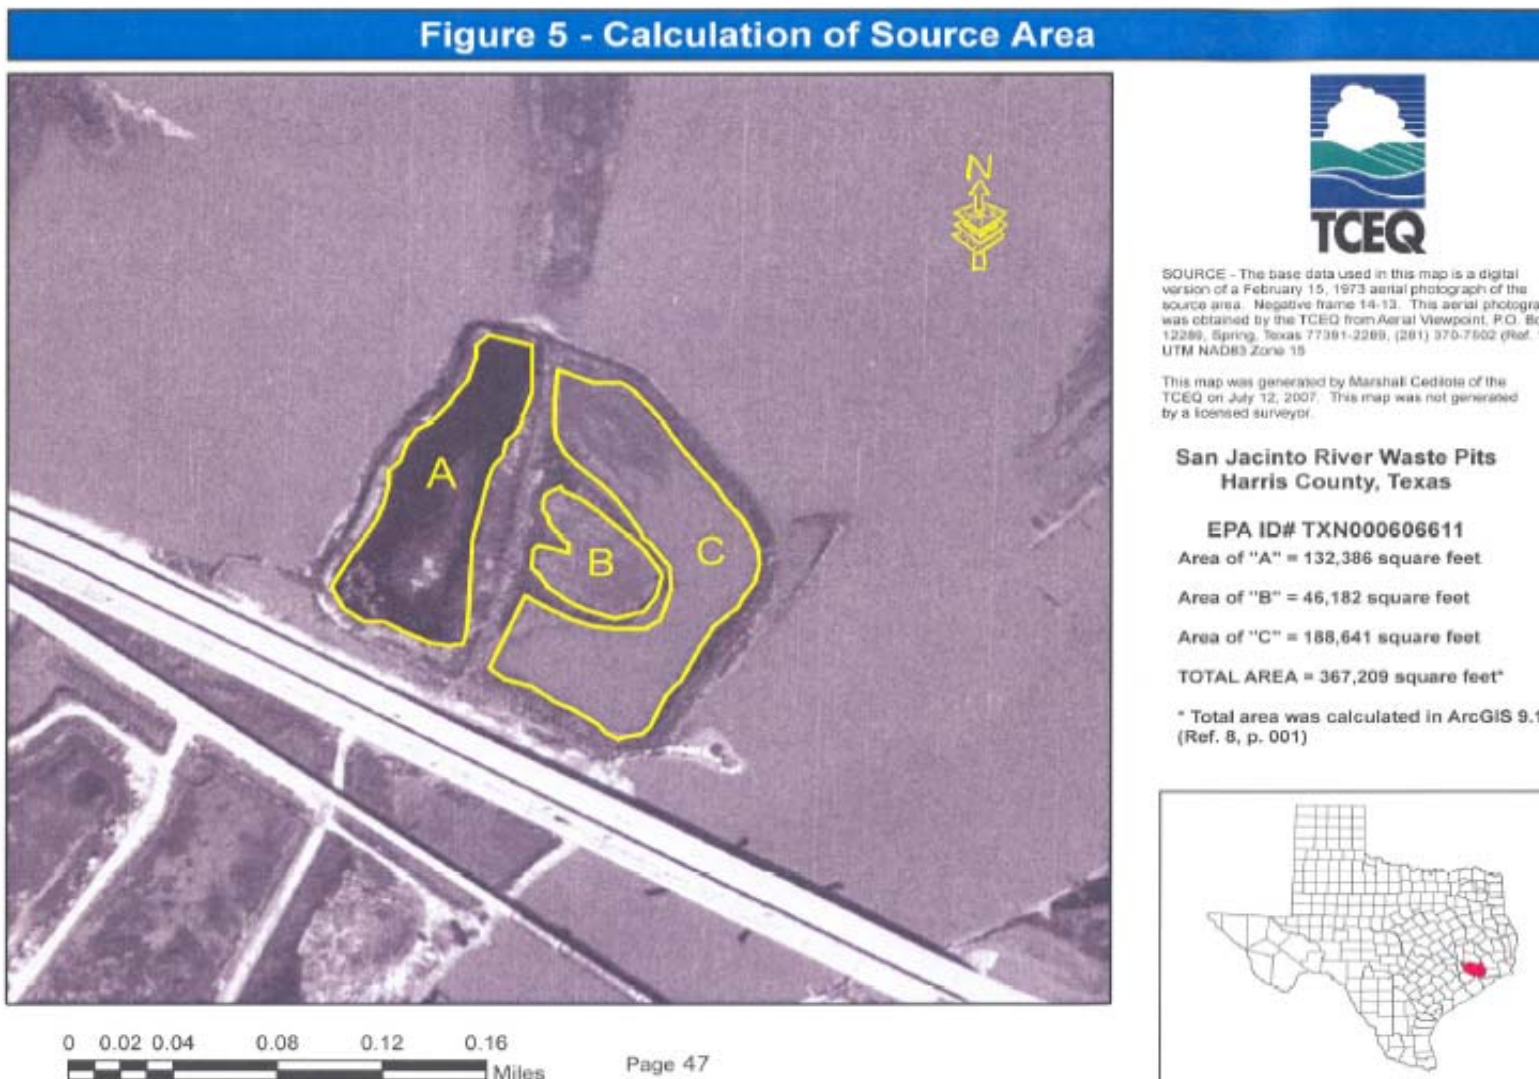 Figure 5 - Calculation of Source Area
N
A
B
C
TCEQ
SOURCE - The base data used in this map is a digital
version of a February 15, 1973 aerial photograph of the
source area. Negative frame 14-13. This aerial photogra
was obtained by the TCEQ from Aerial Viewpoint, P.O. Bo
12289, Spring, Texas 77391-2289, (281) 370-7502 (Ref.
UTM NAD83 Zone 15
This map was generated by Marshall Cedilote of the
TCEQ on July 12, 2007. This map was not generated
by a licensed surveyor.
San Jacinto River Waste Pits
Harris County, Texas
EPA ID# TXN000606611
Area of "A" = 132,386 square feet
Area of "B" = 46,182 square feet
Area of "C" = 188,641 square feet
TOTAL AREA = 367,209 square feet*
* Total area was calculated in ArcGIS 9.1
(Ref. 8, p. 001)
0 0.02 0.04 0.08 0.12 0.16
Miles
Page 47